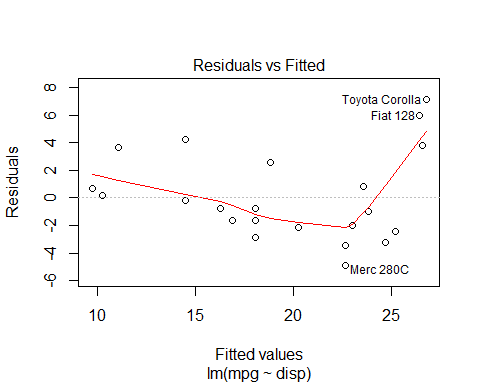 Residuals vs Fitted
Residuals
8
6
4
2
0
-2
-4
-6
Toyota Corolla
Fiat 128
Merc 280C
10
15
20
25
Fitted values
lm(mpg ~ disp)